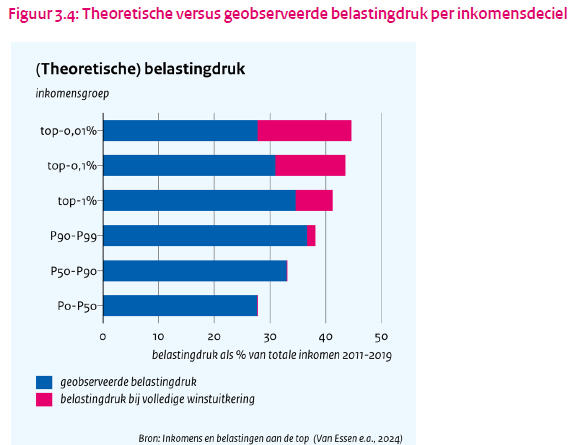 Figuur 3.4: Theoretische versus geobserveerde belastingdruk per inkomensdeciel
(Theoretische) belastingdruk
inkomensgroep
top-0,01%
top-0,1%
top-1%
P90-P99
P50-P90
P0-P50
0 10 20 30 40 50
belastingdruk als % van totale inkomen 2011-2019
geobserveerde belastingdruk
belastingdruk bij volledige winstuitkering
Bron: Inkomens en belastingen aan de top (Van Essen e.a., 2024)